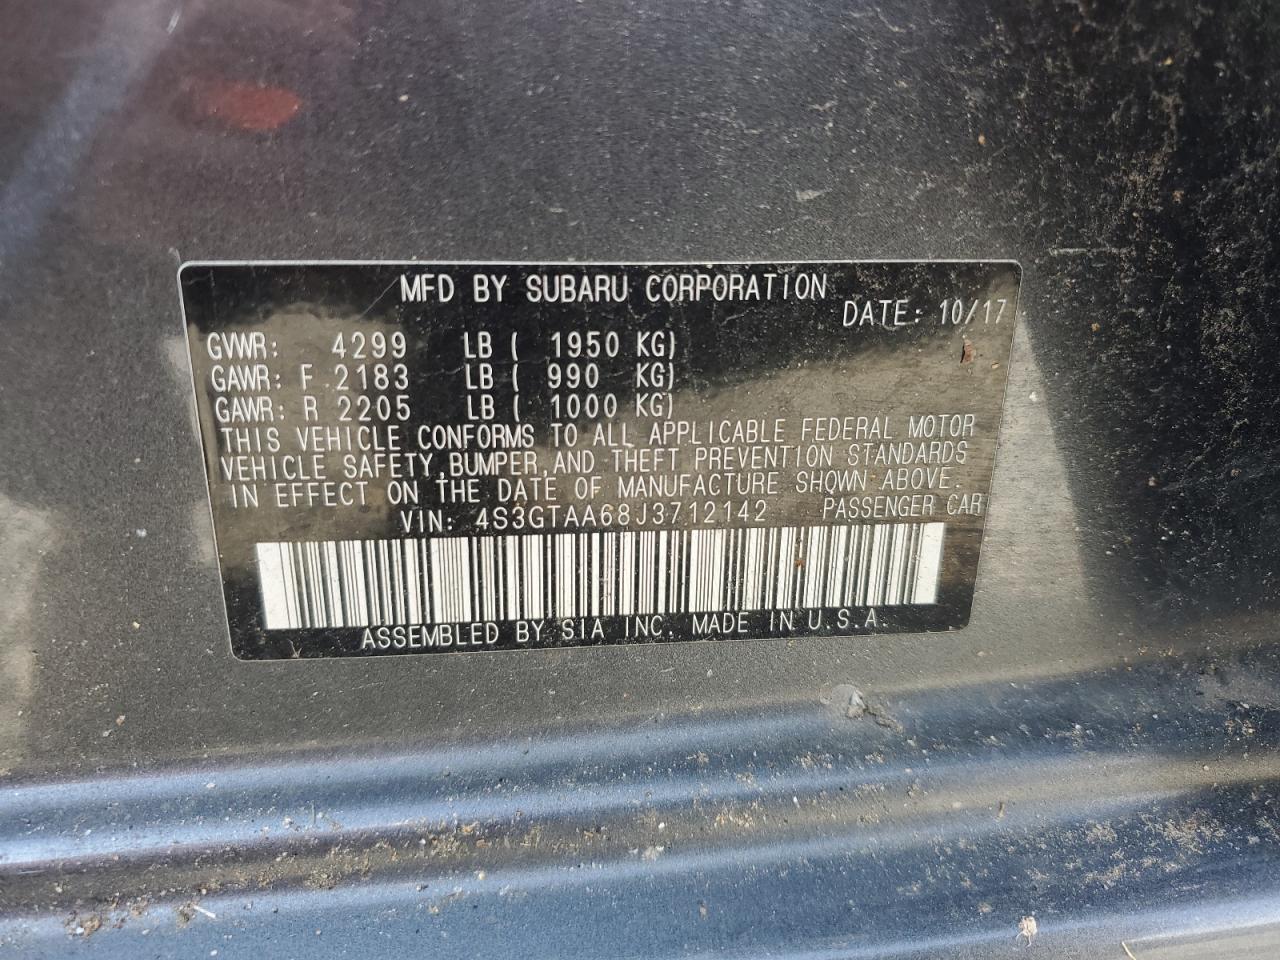 MFD BY SUBARU CORPORATION
DATE: 10/17
GVWR: 4299 LB ( 1950 KG)
GAWR: F 2183 LB ( 990 KG)
GAWR: R 2205 LB ( 1000 KG)
THIS VEHICLE CONFORMS TO ALL APPLICABLE FEDERAL MOTOR
VEHICLE SAFETY,BUMPER,AND THEFT PREVENTION STANDARDS
IN EFFECT ON THE DATE OF MANUFACTURE SHOWN ABOVE.
VIN: 4S3GTAA68J3712142 PASSENGER CAR
ASSEMBLED BY SIA INC. MADE IN U.S.A.